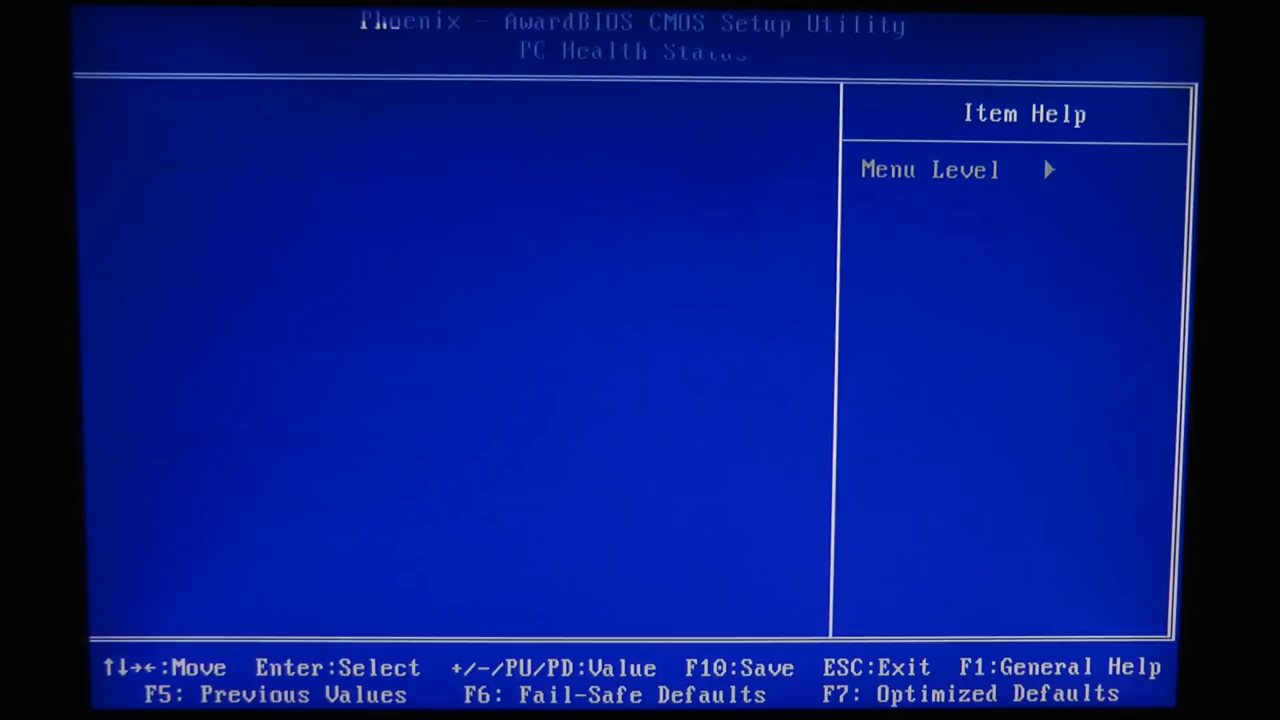 Phoenix - AwardBIOS CMOS Setup Utility
PC Health Status
Item Help
Menu Level ▶
↑↓→←:Move Enter:Select +/-/PU/PD:Value F10:Save ESC:Exit F1:General Help
F5: Previous Values F6: Fail-Safe Defaults F7: Optimized Defaults